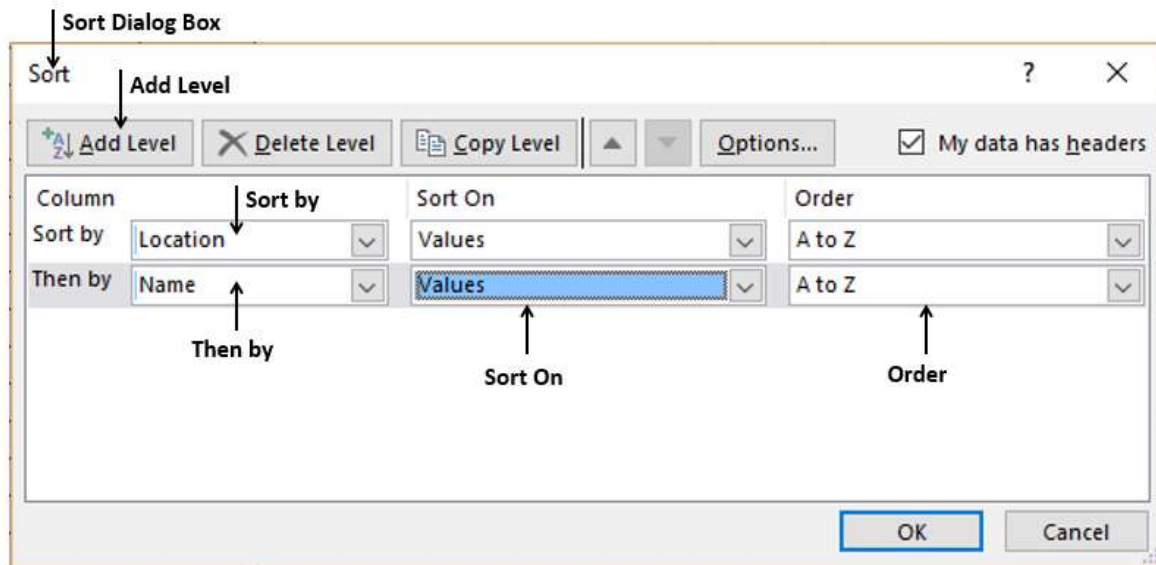 Sort Dialog Box
Sort ?
Add Level
Add Level Delete Level Copy Level Options... My data has headers
Column Sort by Sort On Order
Sort by Location Values A to Z
Then by Name Values A to Z
Then by
Sort On Order
OK Cancel